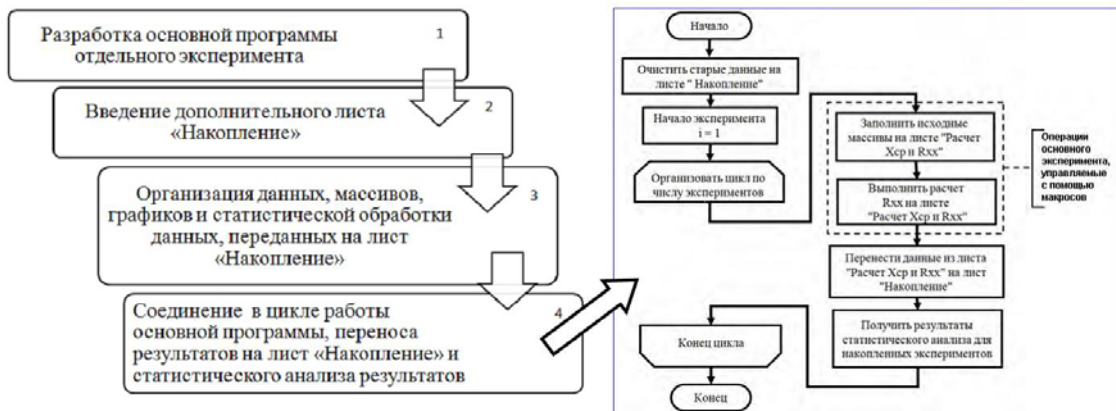 Разработка основной программы
отдельного эксперимента
1
Введение дополнительного листа
«Накопление»
2
Организация данных, массивов,
графиков и статистической обработки
данных, переданных на лист
«Накопление»
3
Соединение в цикле работы
основной программы, переноса
результатов на лист «Накопление» и
статистического анализа результатов
4
Начало
Очистить старые данные на
листе " Накопление"
Начало эксперимента
i = 1
Организовать цикл по
числу экспериментов
Заполнить исходные
массивы на листе "Расчет
Xср и Rxx"
Выполнить расчет
Rxx на листе
"Расчет Xср и Rxx"
Операции
основного
эксперимента,
управляемые
с помощью
макросов
Перенести данные из листа
"Расчет Xср и Rxx" на лист
"Накопление"
Получить результаты
статистического анализа для
накопленных экспериментов
Конец цикла
Конец